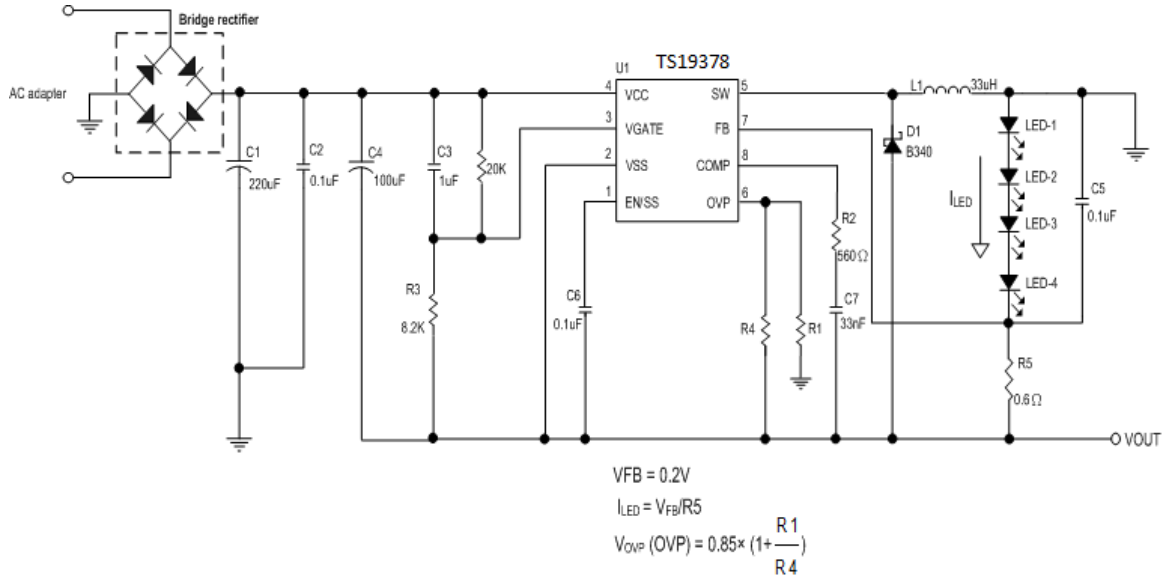 Bridge rectifier
AC adapter
TS19378
U1
4 VCC SW 5
3 VGATE FB 7
2 VSS COMP 8
1 EN/SS OVP 6
C1
220uF
C2
0.1uF
C4
100uF
C3
1uF
20K
R3
8.2K
C6
0.1uF
R4
R1
R2
560Ω
C7
33nF
D1
B340
L1 33uH
LED-1
LED-2
LED-3
LED-4
ILED
C5
0.1uF
R5
0.6Ω
VOUT
VFB = 0.2V
ILED = VFB/R5
VOVP (OVP) = 0.85× (1+ R1/R4)